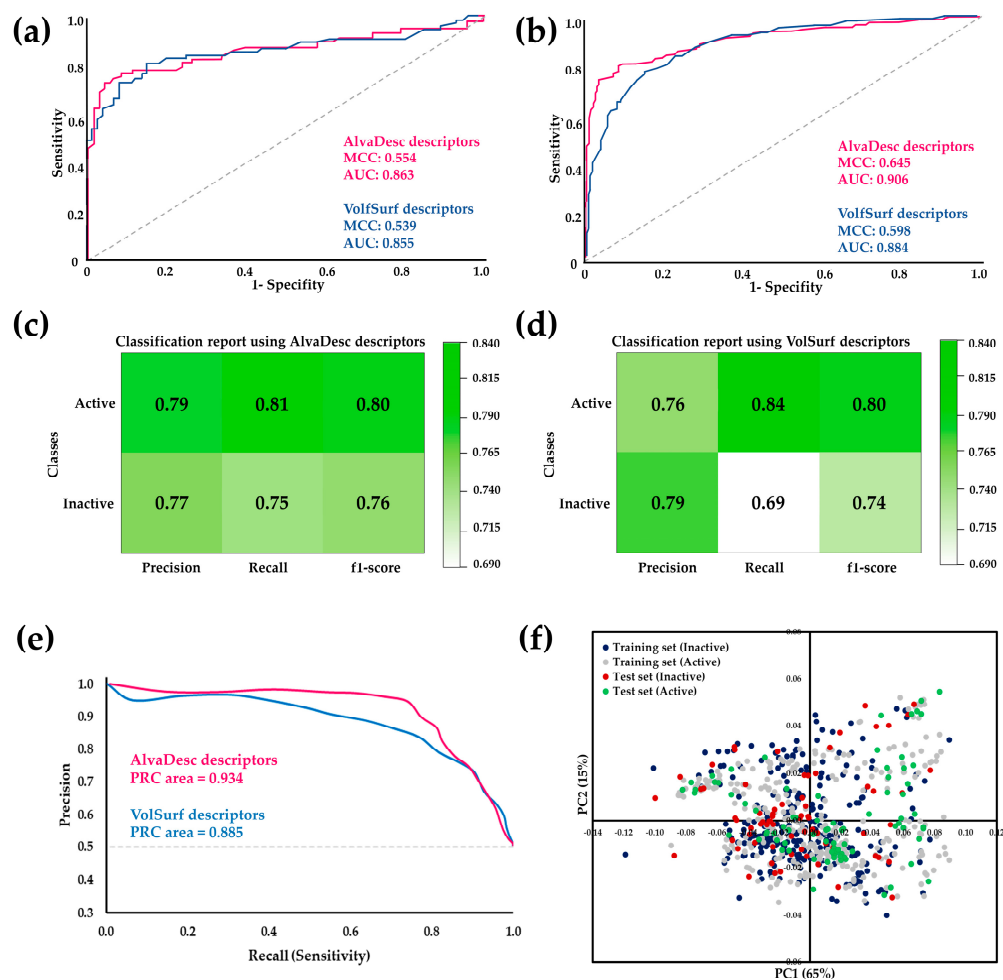 (a)
1.0
0.8
0.6
0.4
0.2
0
Sensitivity
AlvaDesc descriptors
MCC: 0.554
AUC: 0.863
VolfSurf descriptors
MCC: 0.539
AUC: 0.855
0 0.2 0.4 0.6 0.8 1.0
1- Specifity
(b)
1.0
0.8
0.6
0.4
0.2
0
Sensitivity
AlvaDesc descriptors
MCC: 0.645
AUC: 0.906
VolfSurf descriptors
MCC: 0.598
AUC: 0.884
0 0.2 0.4 0.6 0.8 1.0
1- Specifity
(c)
Classification report using AlvaDesc descriptors
Classes
Active 0.79 0.81 0.80
Inactive 0.77 0.75 0.76
Precision Recall f1-score
0.840
0.815
0.790
0.765
0.740
0.715
0.690
(d)
Classification report using VolSurf descriptors
Classes
Active 0.76 0.84 0.80
Inactive 0.79 0.69 0.74
Precision Recall f1-score
0.840
0.815
0.790
0.765
0.740
0.715
0.690
(e)
1.0
0.9
0.8
0.7
0.6
0.5
0.4
0.3
Precision
AlvaDesc descriptors
PRC area = 0.934
VolSurf descriptors
PRC area = 0.885
0.0 0.2 0.4 0.6 0.8 1.0
Recall (Sensitivity)
(f)
Training set (Inactive)
Training set (Active)
Test set (Inactive)
Test set (Active)
0.08
0.06
0.04
0.02
0.00
-0.04
PC2 (15%)
-0.14 -0.12 -0.10 -0.08 -0.06 -0.04 0.02 0.04 0.06 0.08 0.10 0.12
PC1 (65%)